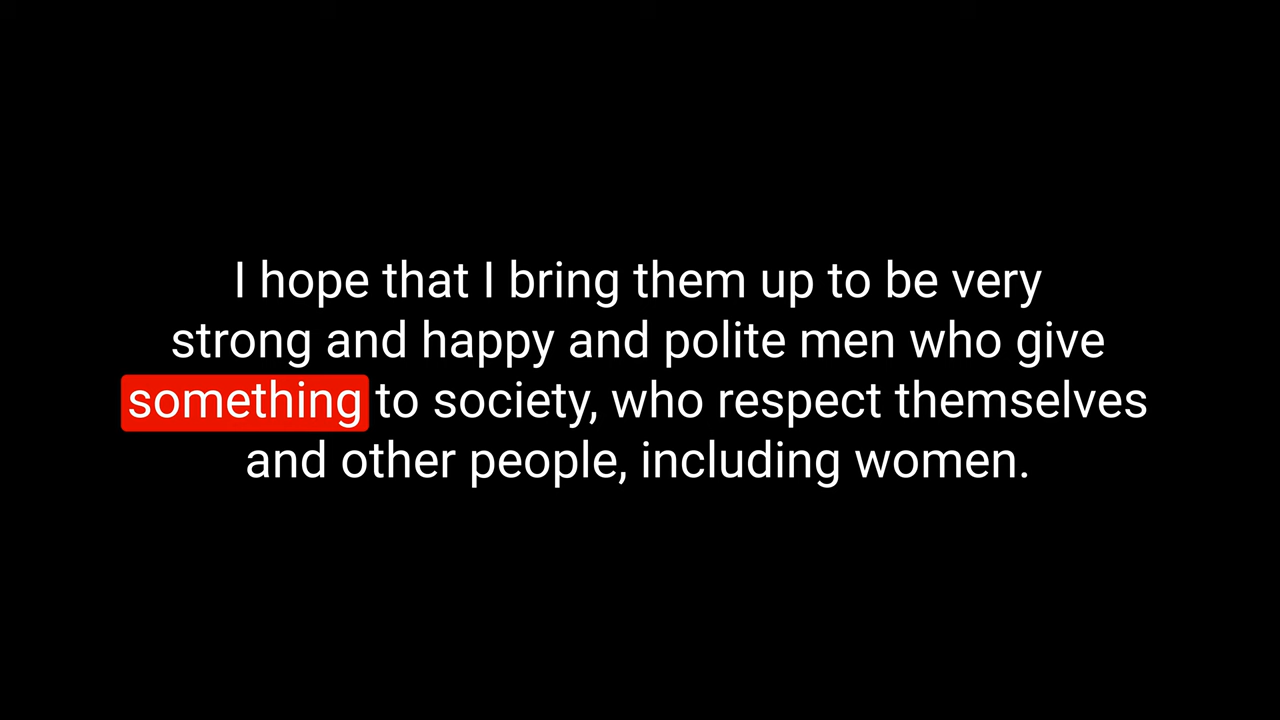 I hope that I bring them up to be very
strong and happy and polite men who give
something to society, who respect themselves
and other people, including women.